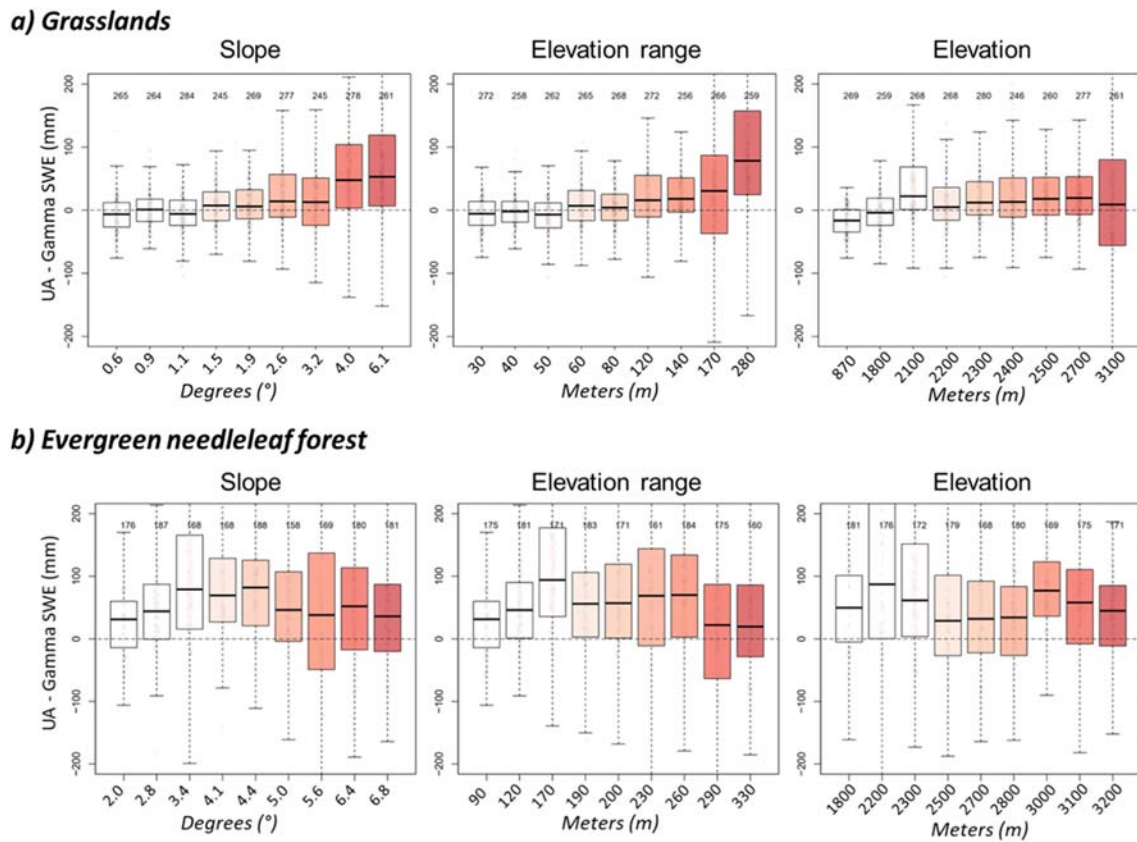 a) Grasslands
Slope
Elevation range
Elevation
UA - Gamma SWE (mm)
200
100
0
-100
-200
265 264 284 245 269 277 245 278 261
0.6 0.9 1.1 1.5 1.9 2.6 3.2 4.0 6.1
Degrees (°)
272 258 262 265 268 272 256 266 259
30 40 50 60 80 120 140 170 280
Meters (m)
269 259 268 268 280 246 260 277 261
870 1800 2100 2200 2300 2400 2500 2700 3100
Meters (m)
b) Evergreen needleleaf forest
Slope
Elevation range
Elevation
UA - Gamma SWE (mm)
200
100
0
-100
-200
176 187 168 168 188 158 169 180 181
2.0 2.8 3.4 4.1 4.4 5.0 5.6 6.4 6.8
Degrees (°)
175 181 171 183 171 161 184 175 160
90 120 170 190 200 230 260 290 330
Meters (m)
181 176 172 179 168 180 169 175 171
1800 2200 2300 2500 2700 2800 3000 3100 3200
Meters (m)